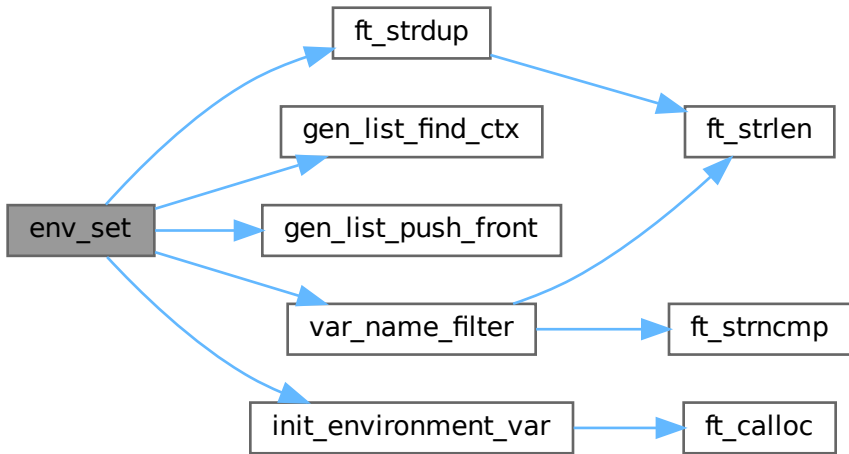 ft_strdup
gen_list_find_ctx
ft_strlen
env_set
gen_list_push_front
var_name_filter
ft_strncmp
init_environment_var
ft_calloc